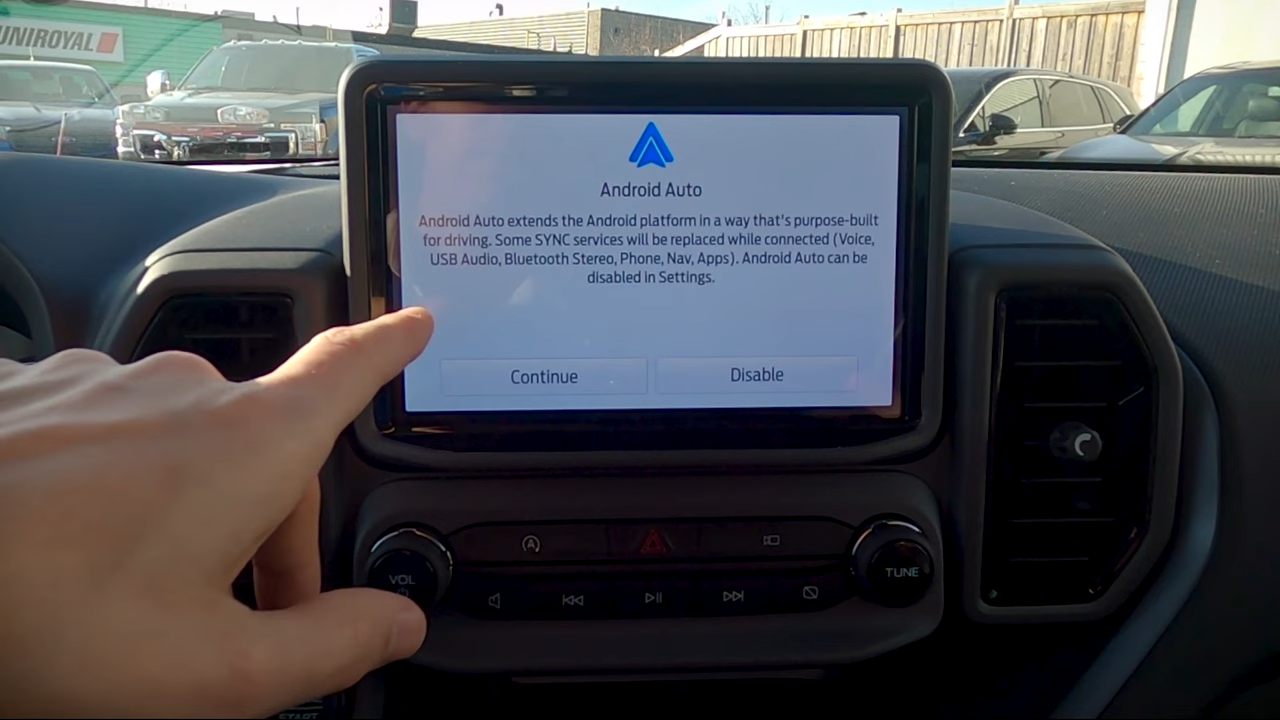 UNIROYAL
Android Auto
Android Auto extends the Android platform in a way that's purpose-built
for driving. Some SYNC services will be replaced while connected (Voice,
USB Audio, Bluetooth Stereo, Phone, Nav, Apps). Android Auto can be
disabled in Settings.
Continue Disable
VOL
TUNE
START